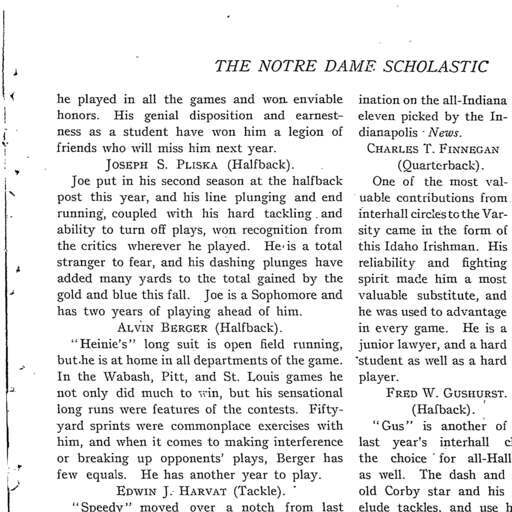 THE NOTRE DAME SCHOLASTIC
he played in all the games and won enviable
honors. His genial disposition and earnest-
ness as a student have won him a legion of
friends who will miss him next year.
JOSEPH S. PLISKA (Halfback).
Joe put in his second season at the halfback
post this year, and his line plunging and end
running, coupled with his hard tackling and
ability to turn off plays, won recognition from
the critics wherever he played. He is a total
stranger to fear, and his dashing plunges have
added many yards to the total gained by the
gold and blue this fall. Joe is a Sophomore and
has two years of playing ahead of him.
ALVIN BERGER (Halfback).
"Heinie's" long suit is open field running,
but he is at home in all departments of the game.
In the Wabash, Pitt, and St. Louis games he
not only did much to win, but his sensational
long runs were features of the contests. Fifty-
yard sprints were commonplace exercises with
him, and when it comes to making interference
or breaking up opponents' plays, Berger has
few equals. He has another year to play.
EDWIN J. HARVAT (Tackle).
"Speedy" moved over a notch from last
ination on the all-Indiana
eleven picked by the In-
dianapolis News.
CHARLES T. FINNEGAN
(Quarterback).
One of the most val-
uable contributions from
interhall circles to the Var-
sity came in the form of
this Idaho Irishman. His
reliability and fighting
spirit made him a most
valuable substitute, and
he was used to advantage
in every game. He is a
junior lawyer, and a hard
student as well as a hard
player.
FRED W. GUSHURST.
(Hafback).
"Gus" is another of
last year's interhall
the choice for all-Hall
as well. The dash and
old Corby star and his
elude tackles, and use